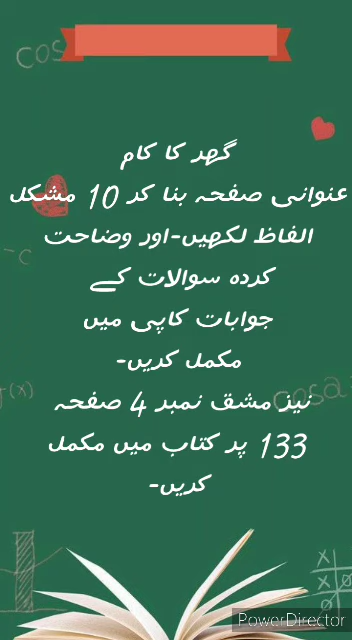 cos
گھر کا کام
عنوانی صفحہ بنا کر 10 مشکل
الفاظ لکھیں-اور وضاحت
کردہ سوالات کے
جوابات کاپی میں
مکمل کریں-
نیز مشق نمبر 4 صفحہ
133 پر کتاب میں مکمل
کریں-
PowerDirector